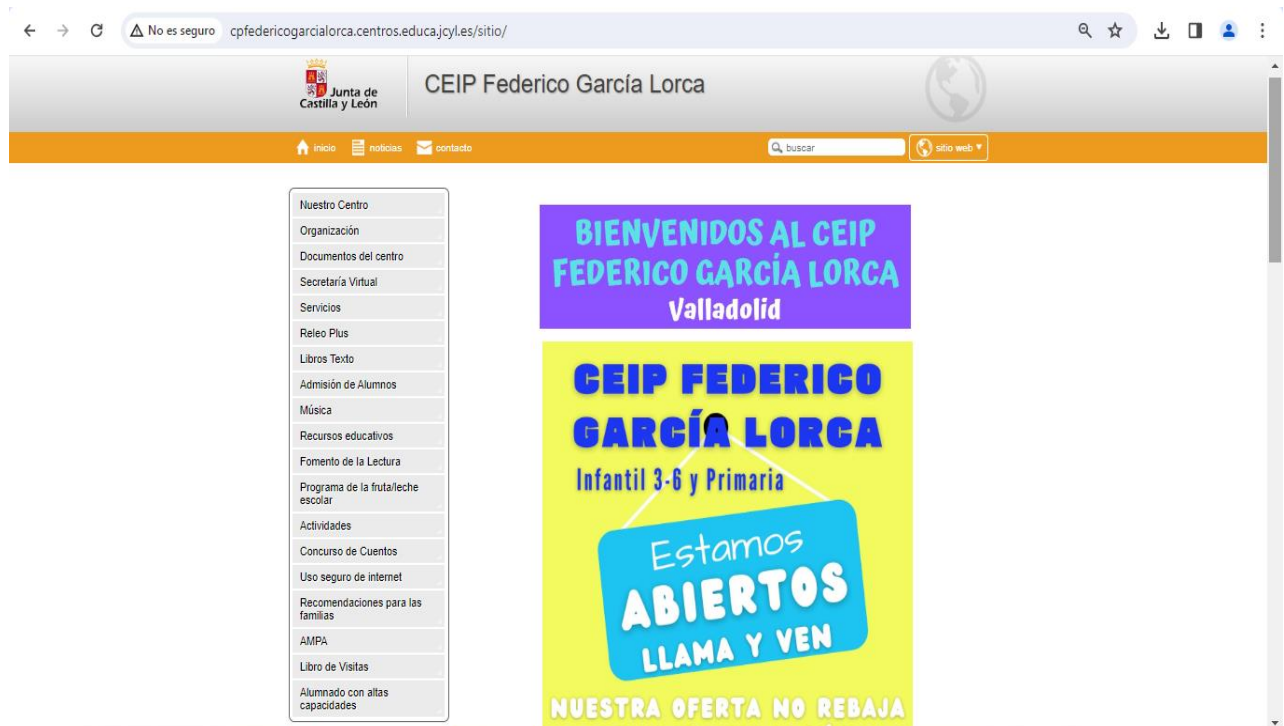 No es seguro
cpfedericogarcialorca.centros.educa.jcyl.es/sitio/
Junta de
Castilla y León
CEIP Federico García Lorca
inicio
noticias
contacto
buscar
sitio web
Nuestro Centro
Organización
Documentos del centro
Secretaría Virtual
Servicios
Releo Plus
Libros Texto
Admisión de Alumnos
Música
Recursos educativos
Fomento de la Lectura
Programa de la fruta/leche
escolar
Actividades
Concurso de Cuentos
Uso seguro de internet
Recomendaciones para las
familias
AMPA
Libro de Visitas
Alumnado con altas
capacidades
BIENVENIDOS AL CEIP
FEDERICO GARCÍA LORCA
Valladolid
CEIP FEDERICO
GARCÍA LORCA
Infantil 3-6 y Primaria
Estamos
ABIERTOS
LLAMA Y VEN
NUESTRA OFERTA NO REBAJA